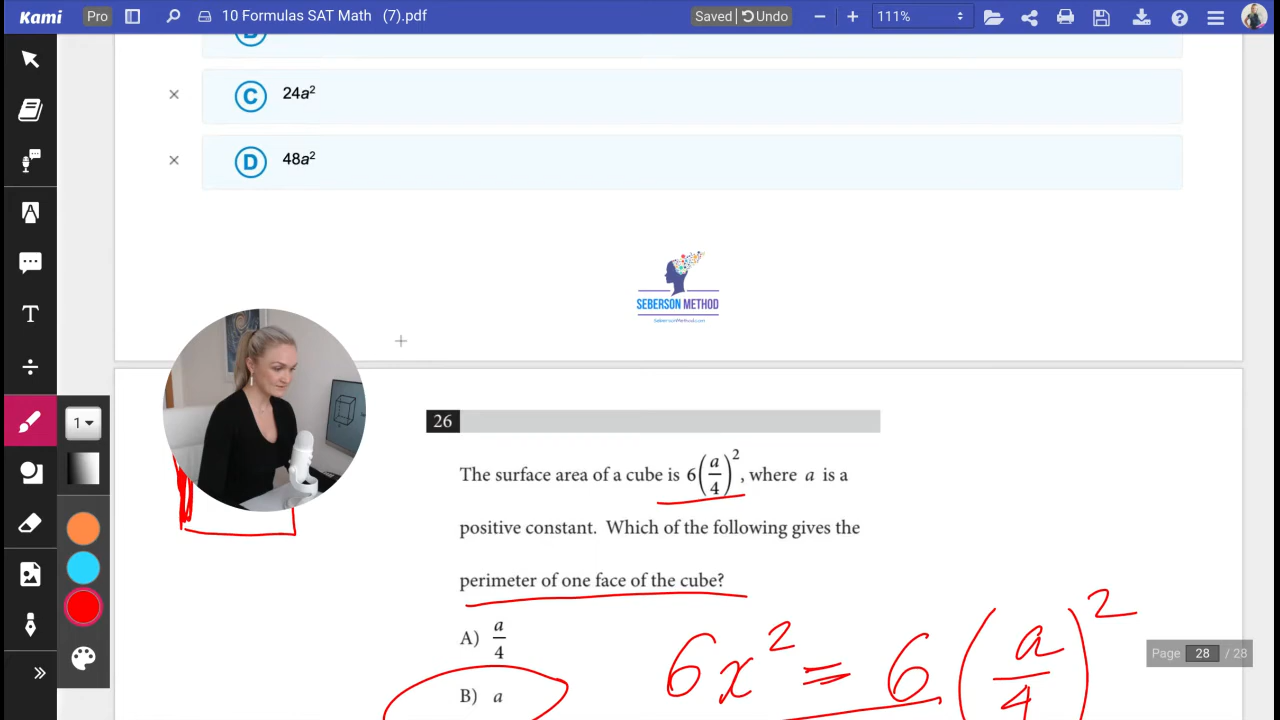 Kami Pro 10 Formulas SAT Math (7).pdf Saved Undo 111%
C 24a²
× D 48a²
SEBERSON METHOD
SebersonMethod.com
1
26
The surface area of a cube is 6(a/4)², where a is a
positive constant. Which of the following gives the
perimeter of one face of the cube?
A) a/4
6x² = 6(a/4)²
B) a
Page 28 / 28